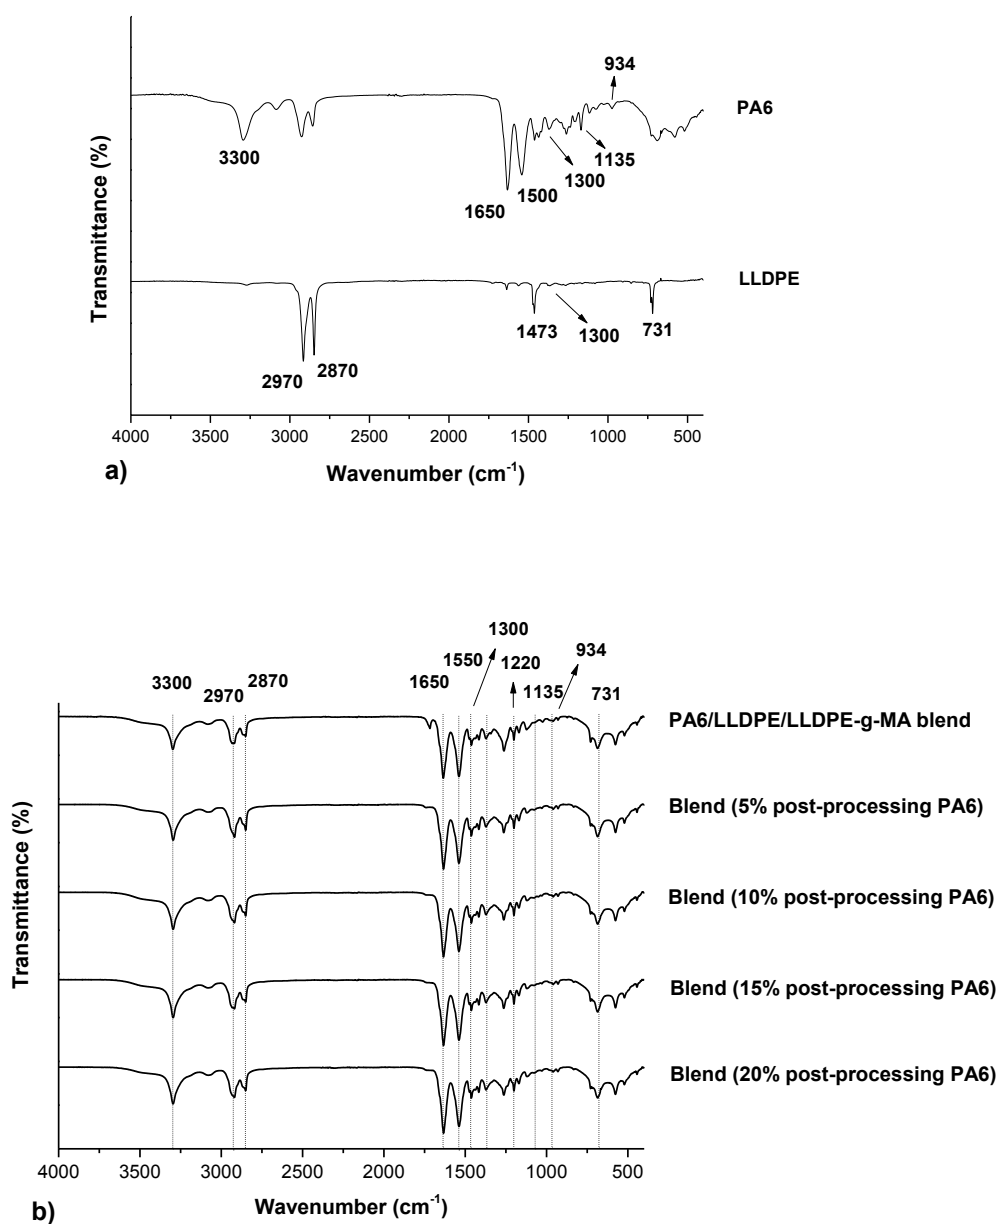 934
PA6
3300
1135
1300
1500
1650
LLDPE
1473
1300
731
2970
2870
Transmittance (%)
4000 3500 3000 2500 2000 1500 1000 500
Wavenumber (cm⁻¹)
a)
1300
934
1550
1220
3300
2970
2870
1650
1135
731
PA6/LLDPE/LLDPE-g-MA blend
Blend (5% post-processing PA6)
Blend (10% post-processing PA6)
Blend (15% post-processing PA6)
Blend (20% post-processing PA6)
Transmittance (%)
4000 3500 3000 2500 2000 1500 1000 500
Wavenumber (cm⁻¹)
b)